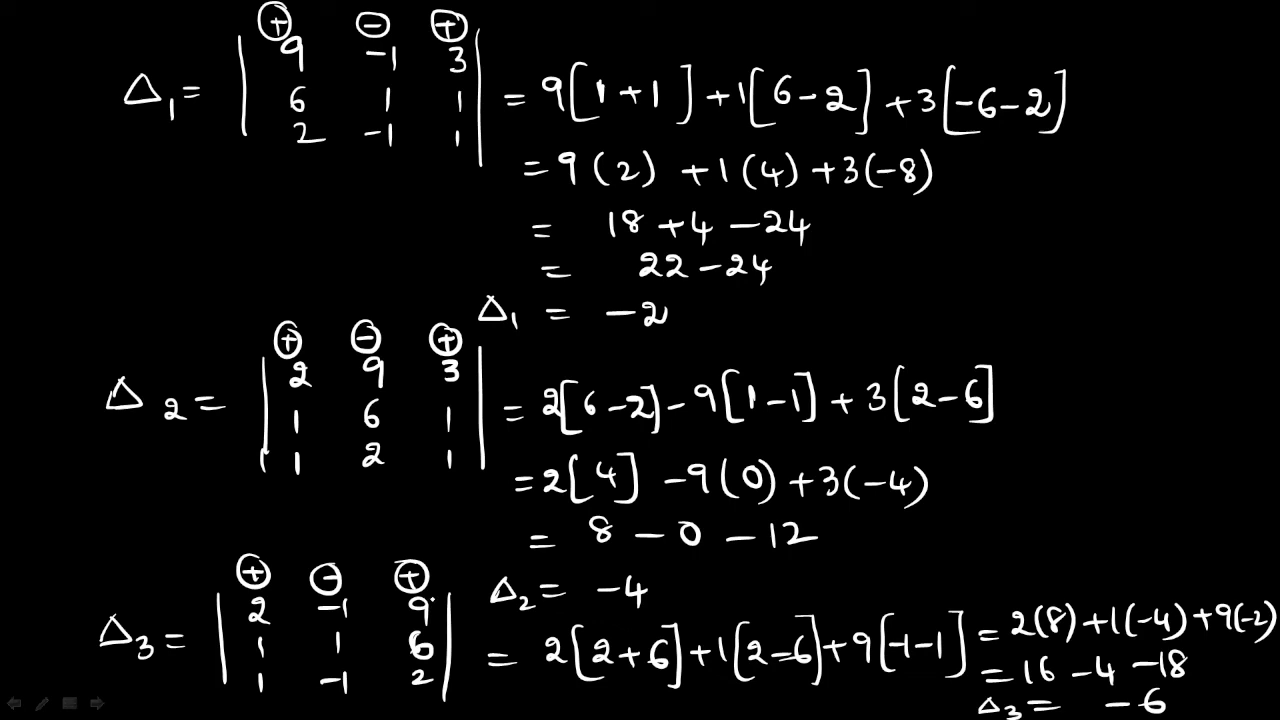 ⊕ ⊖ ⊕
Δ₁ = | 9 -1 3 | = 9[1+1] +1[6-2] +3[-6-2]
| 6 1 1 |
| 2 -1 1 |
= 9(2) +1(4) +3(-8)
= 18 +4 -24
= 22 -24
Δ₁ = -2
⊕ ⊖ ⊕
Δ₂ = | 2 9 3 | = 2[6-2] -9[1-1] +3[2-6]
| 1 6 1 |
| 1 2 1 |
= 2[4] -9(0) +3(-4)
= 8 -0 -12
Δ₂ = -4
⊕ ⊖ ⊕
Δ₃ = | 2 -1 9 | = 2[2+6] +1[2-6] +9[-1-1] = 2(8) +1(-4) +9(-2)
| 1 1 6 |
| 1 -1 2 |
= 16 -4 -18
Δ₃ = -6